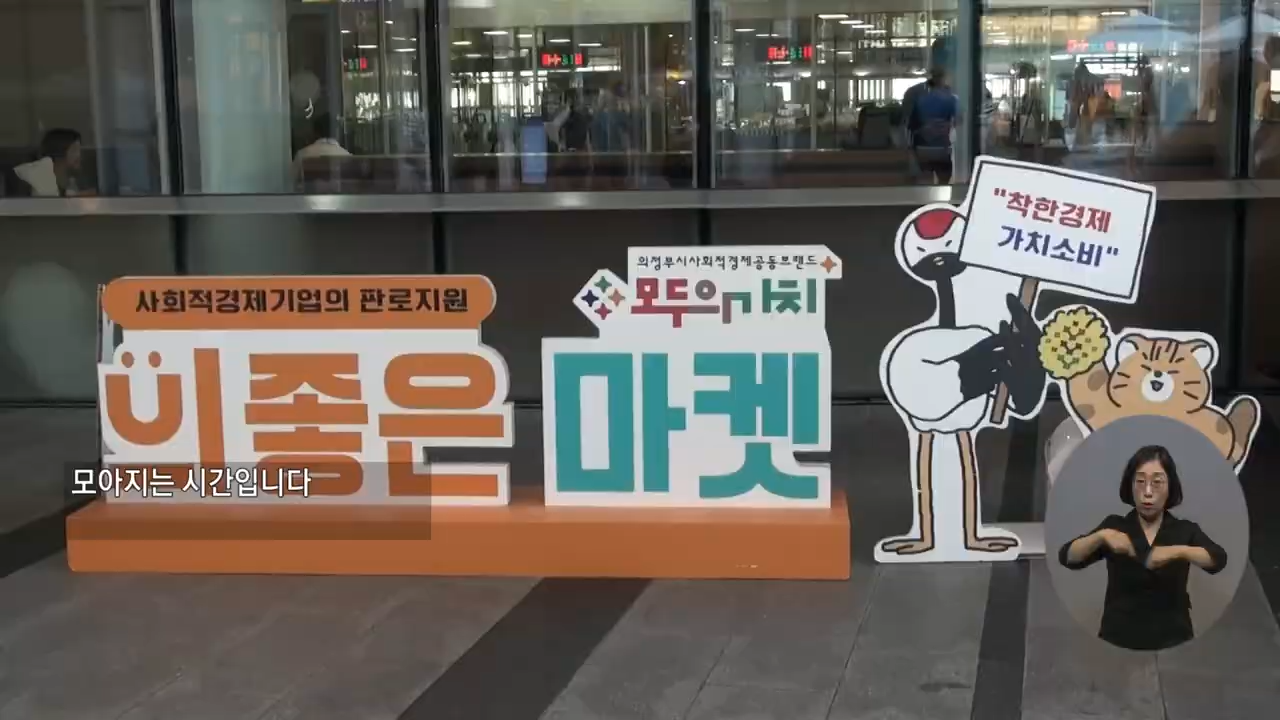 "착한경제
가치소비"
의정부시사회적경제공동브랜드
모두의가치
사회적경제기업의 판로지원
이좋은
마켓
모아지는 시간입니다